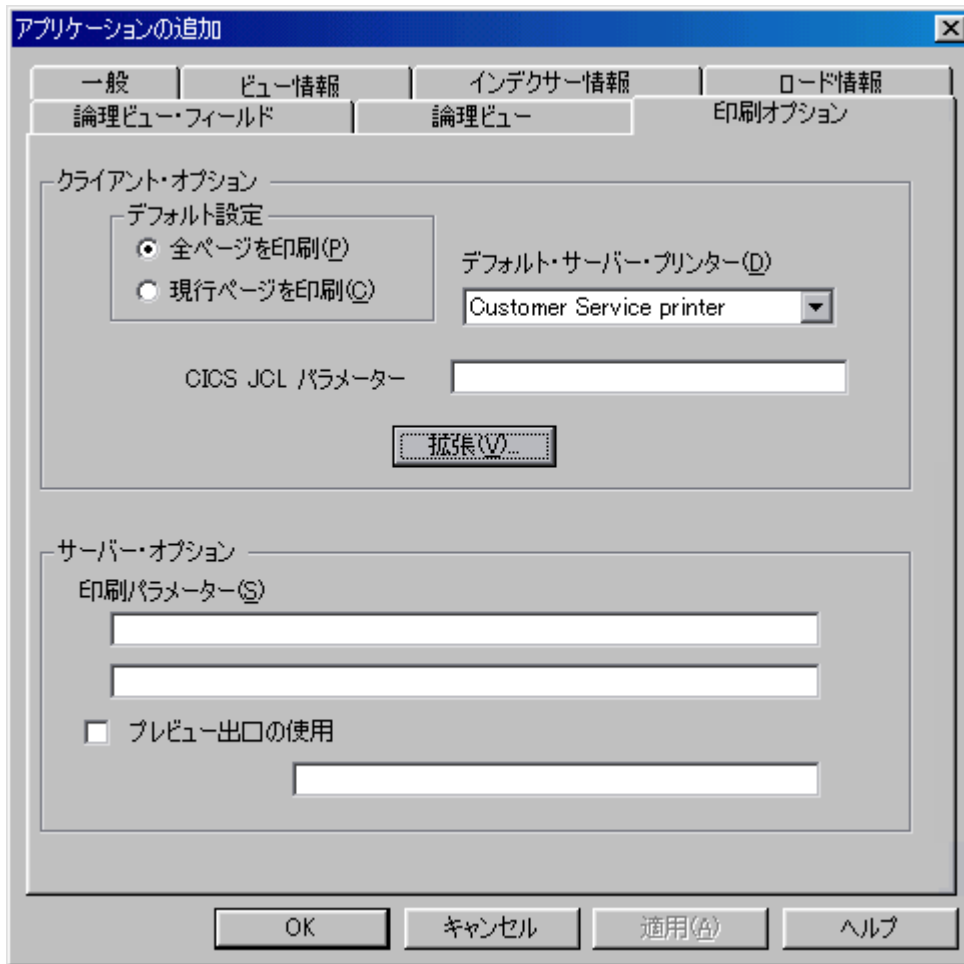 アプリケーションの追加
一般
ビュー情報
インデクサー情報
ロード情報
論理ビュー・フィールド
論理ビュー
印刷オプション
クライアント・オプション
デフォルト設定
全ページを印刷(P)
現行ページを印刷(C)
デフォルト・サーバー・プリンター(D)
Customer Service printer
CICS JCL パラメーター
拡張(V)...
サーバー・オプション
印刷パラメーター(S)
プレビュー出口の使用
OK
キャンセル
適用(A)
ヘルプ